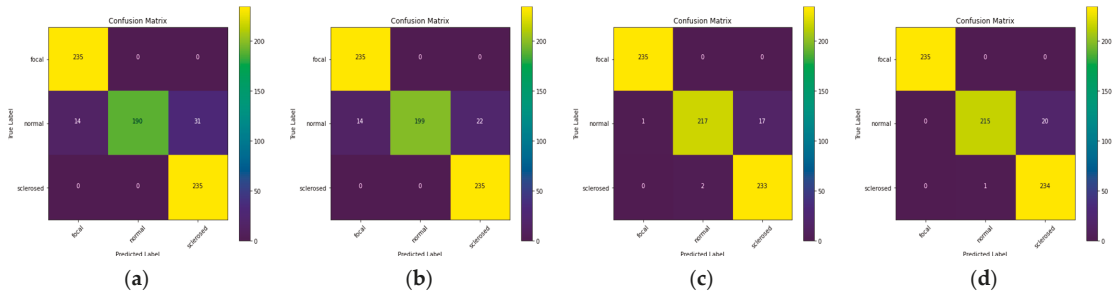 Confusion Matrix
focal
normal
sclerosed
True Label
235 0 0
14 190 31
0 0 235
focal normal sclerosed
Predicted Label
200
150
100
50
0
(a)
Confusion Matrix
focal
normal
sclerosed
True Label
235 0 0
14 199 22
0 0 235
focal normal sclerosed
Predicted Label
200
150
100
50
0
(b)
Confusion Matrix
focal
normal
sclerosed
True Label
235 0 0
1 217 17
0 2 233
focal normal sclerosed
Predicted Label
200
150
100
50
0
(c)
Confusion Matrix
focal
normal
sclerosed
True Label
235 0 0
0 215 20
0 1 234
focal normal sclerosed
Predicted Label
200
150
100
50
0
(d)